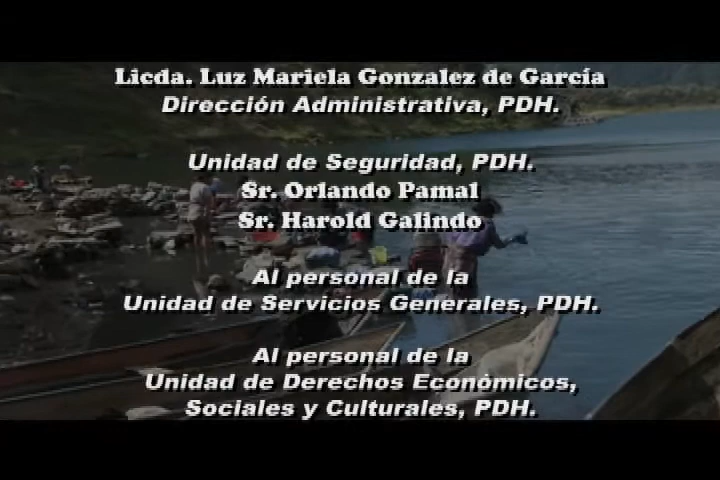 Licda. Luz Mariela Gonzalez de García
Dirección Administrativa, PDH.
Unidad de Seguridad, PDH.
Sr. Orlando Pamal
Sr. Harold Galindo
Al personal de la
Unidad de Servicios Generales, PDH.
Al personal de la
Unidad de Derechos Económicos,
Sociales y Culturales, PDH.